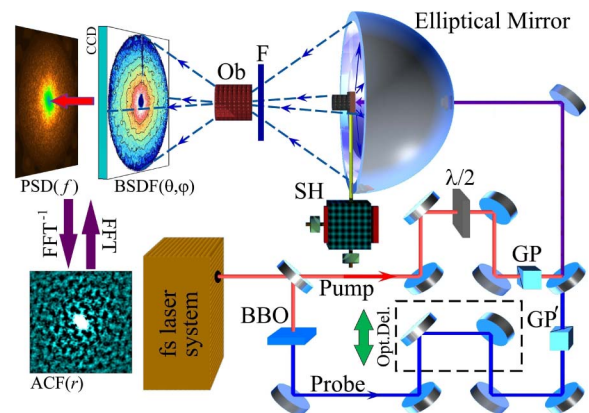 Elliptical Mirror
CCD
Ob
F
PSD(f)
BSDF(θ,φ)
SH
λ/2
FFT⁻¹
FFT
GP
fs laser
system
Pump
BBO
Opt.Del.
GP'
ACF(r)
Probe